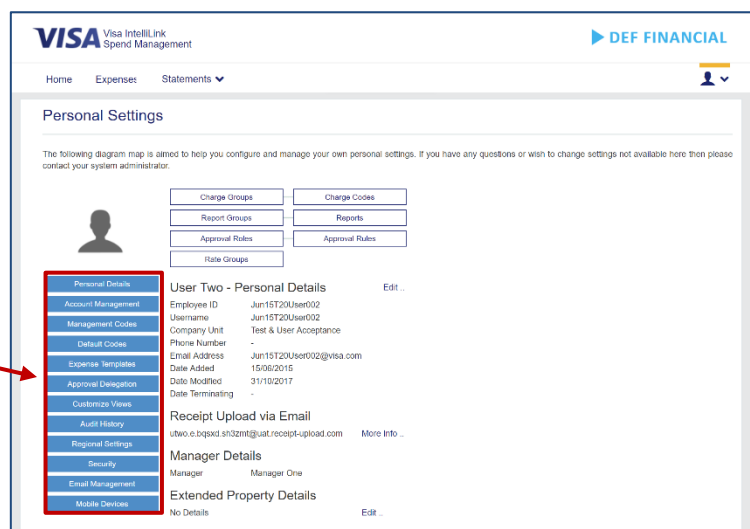 VISA Visa IntelliLink
Spend Management
DEF FINANCIAL
Home Expenses Statements
Personal Settings
The following diagram map is aimed to help you configure and manage your own personal settings. If you have any questions or wish to change settings not available here then please
contact your system administrator.
Charge Groups Charge Codes
Report Groups Reports
Approval Roles Approval Rules
Rate Groups
Personal Details
Account Management
Management Codes
Default Codes
Expense Templates
Approval Delegation
Customize Views
Audit History
Regional Settings
Security
Email Management
Mobile Devices
User Two - Personal Details Edit ..
Employee ID Jun15T20User002
Username Jun15T20User002
Company Unit Test & User Acceptance
Phone Number -
Email Address Jun15T20User002@visa.com
Date Added 15/06/2015
Date Modified 31/10/2017
Date Terminating -
Receipt Upload via Email
utwo.e.bqsxd.sh3zmt@uat.receipt-upload.com More Info ..
Manager Details
Manager Manager One
Extended Property Details
No Details Edit ..